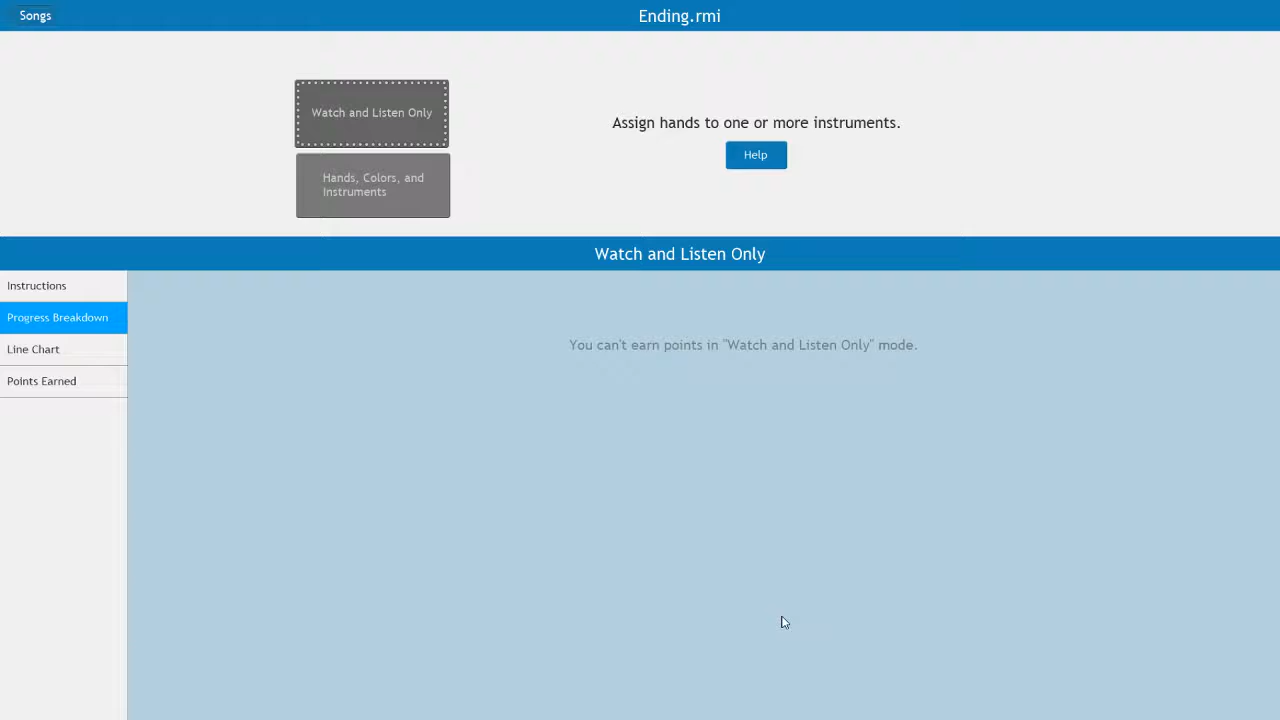 Songs
Ending.rmi
Watch and Listen Only
Assign hands to one or more instruments.
Help
Hands, Colors, and
Instruments
Watch and Listen Only
Instructions
Progress Breakdown
Line Chart
Points Earned
You can't earn points in "Watch and Listen Only" mode.